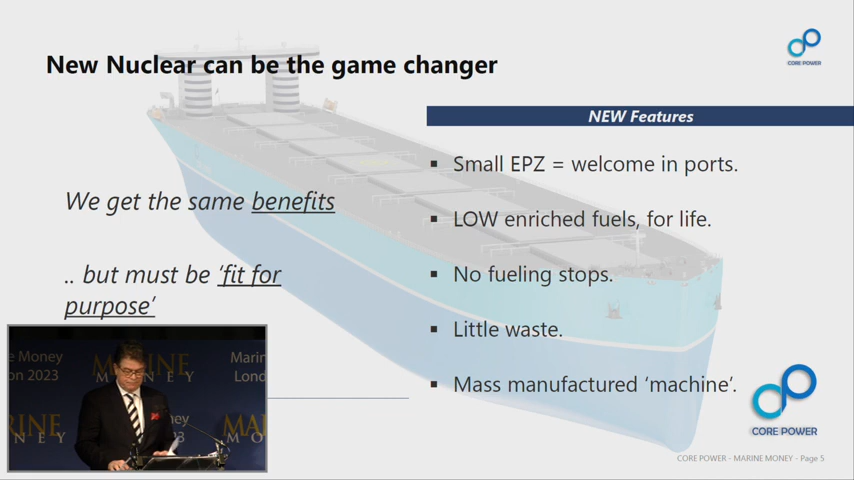 New Nuclear can be the game changer
CORE POWER
NEW Features
We get the same benefits
.. but must be ‘fit for
purpose’
▪ Small EPZ = welcome in ports.
▪ LOW enriched fuels, for life.
▪ No fueling stops.
▪ Little waste.
▪ Mass manufactured ‘machine’.
e Money
on 2023
MARINE
MONEY
Marin
Lond
RINE
NEY
ney
MA
M
CORE POWER
CORE POWER - MARINE MONEY - Page 5